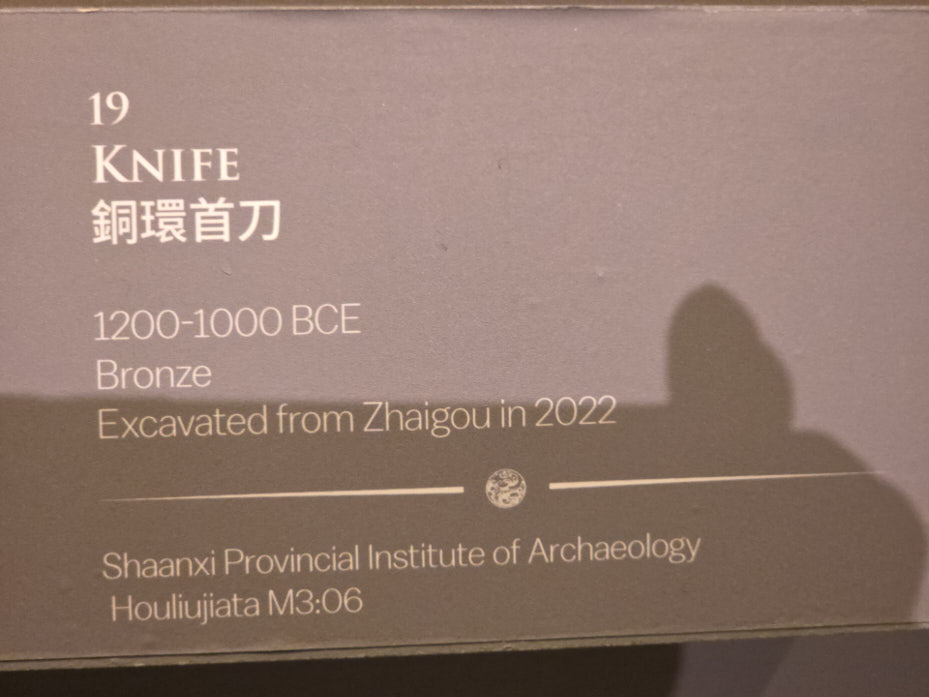 19
KNIFE
銅環首刀
1200-1000 BCE
Bronze
Excavated from Zhaigou in 2022
Shaanxi Provincial Institute of Archaeology
Houliujiata M3:06